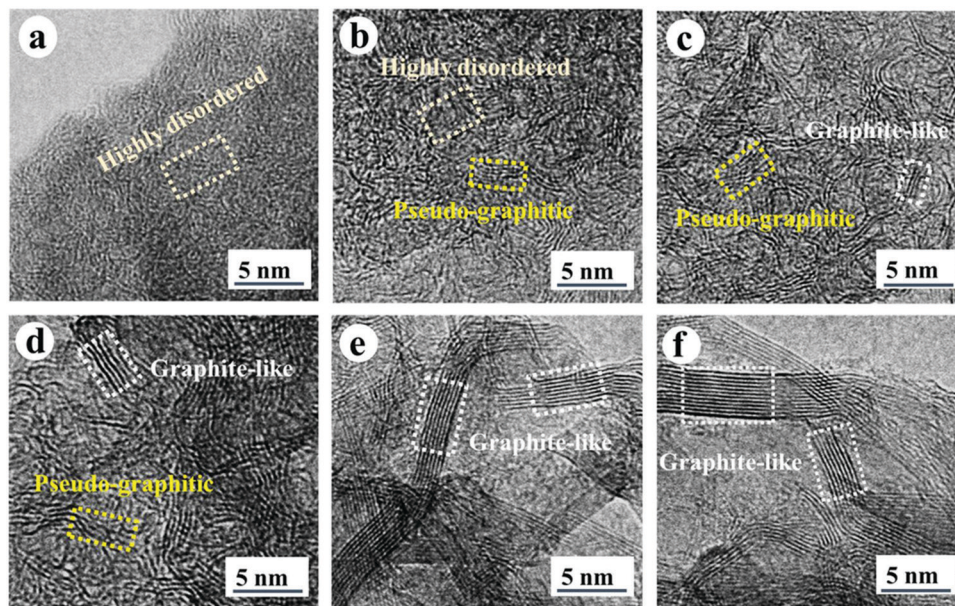 a
Highly disordered
5 nm
b
Highly disordered
Pseudo-graphitic
5 nm
c
Graphite-like
Pseudo-graphitic
5 nm
d
Graphite-like
Pseudo-graphitic
5 nm
e
Graphite-like
5 nm
f
Graphite-like
5 nm